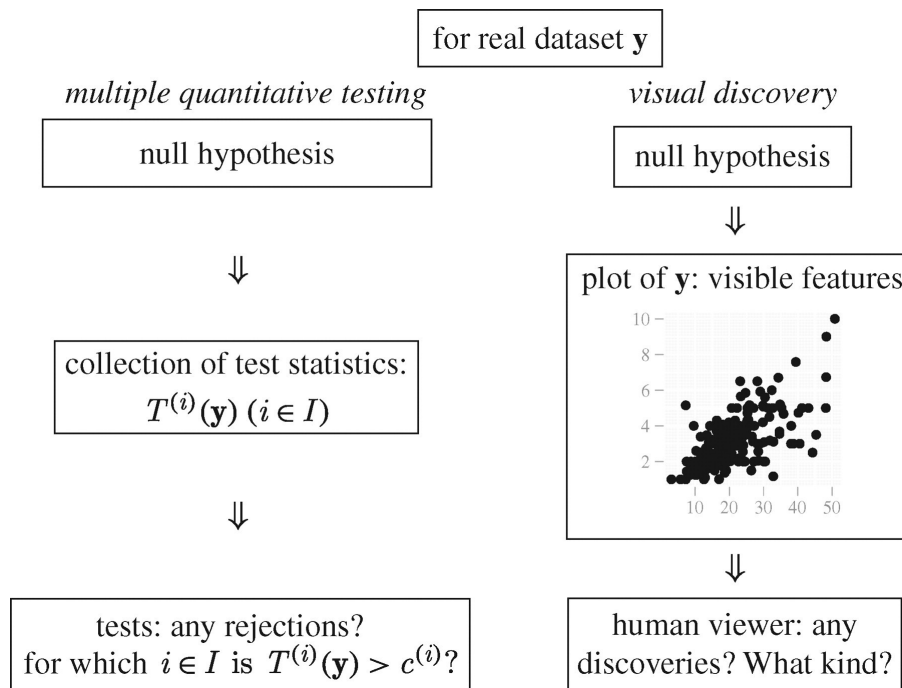 for real dataset y
multiple quantitative testing
visual discovery
null hypothesis
null hypothesis
⇓
⇓
collection of test statistics:
T⁽ⁱ⁾(y) (i ∈ I)
plot of y: visible features
10
8
6
4
2
10 20 30 40 50
⇓
⇓
tests: any rejections?
for which i ∈ I is T⁽ⁱ⁾(y) > c⁽ⁱ⁾?
human viewer: any
discoveries? What kind?